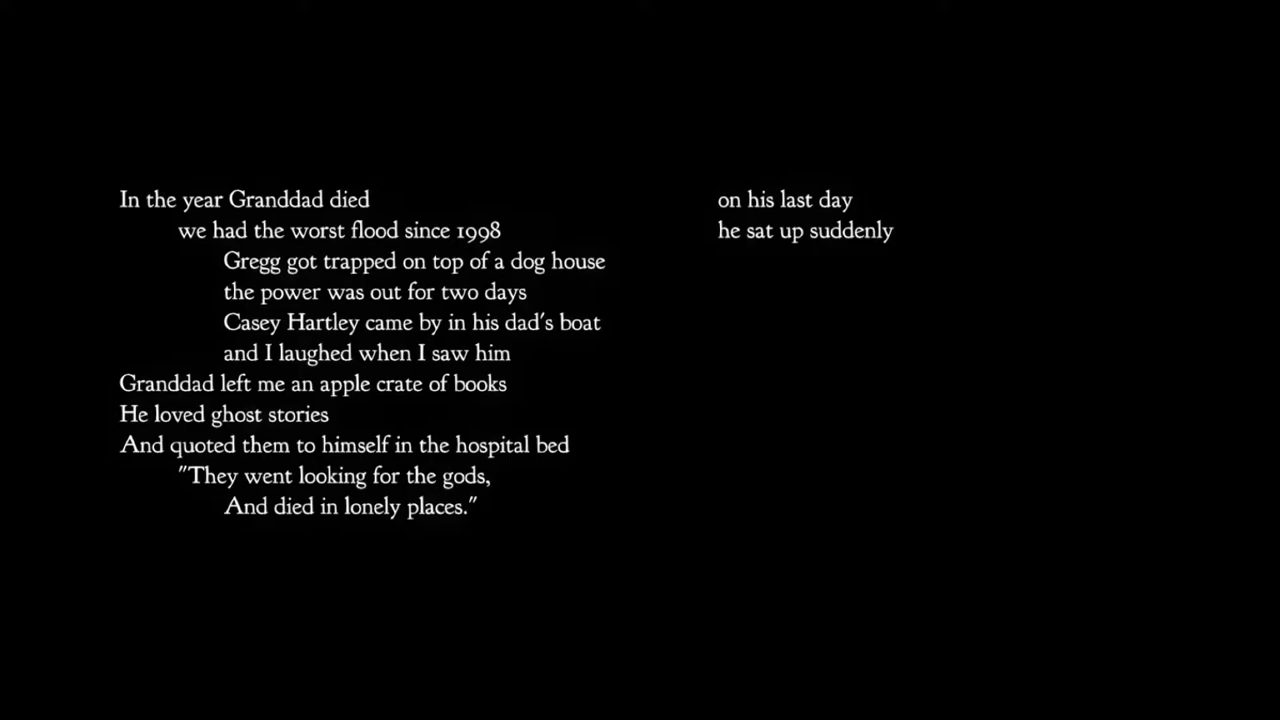 In the year Granddad died
we had the worst flood since 1998
Gregg got trapped on top of a dog house
the power was out for two days
Casey Hartley came by in his dad's boat
and I laughed when I saw him
Granddad left me an apple crate of books
He loved ghost stories
And quoted them to himself in the hospital bed
"They went looking for the gods,
And died in lonely places."
on his last day
he sat up suddenly